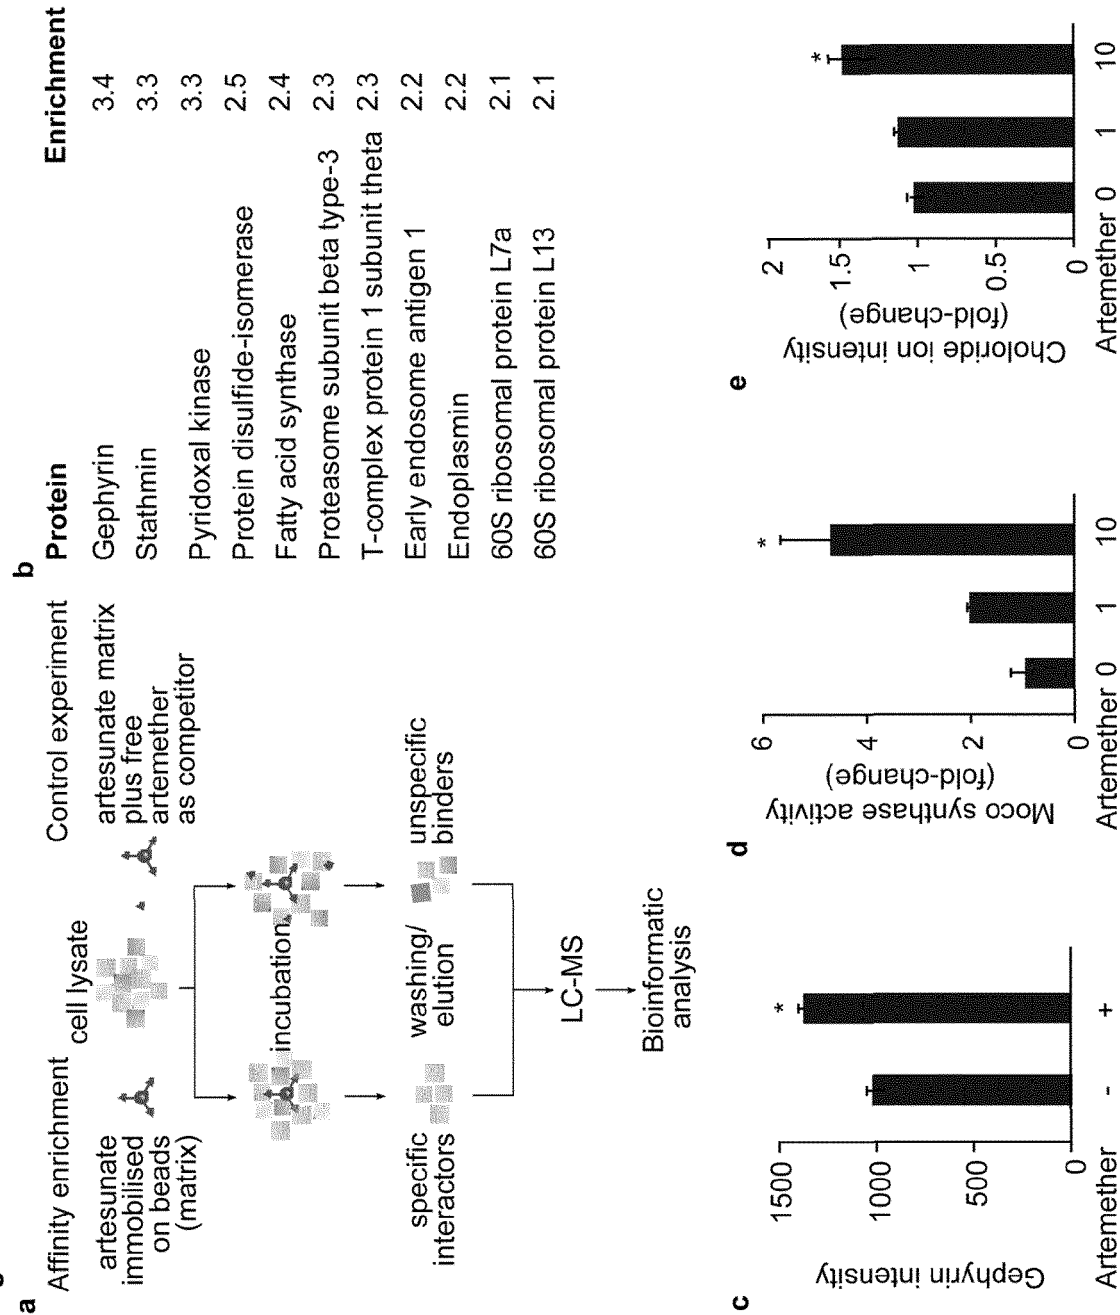 a
Affinity enrichment
Control experiment
artesunate
immobilised
on beads
(matrix)
cell lysate
artesunate matrix
plus free
artemether
as competitor
incubation
specific
interactors
washing/
elution
unspecific
binders
LC-MS
Bioinformatic
analysis
b
Protein Enrichment
Gephyrin 3.4
Stathmin 3.3
Pyridoxal kinase 3.3
Protein disulfide-isomerase 2.5
Fatty acid synthase 2.4
Proteasome subunit beta type-3 2.3
T-complex protein 1 subunit theta 2.3
Early endosome antigen 1 2.2
Endoplasmin 2.2
60S ribosomal protein L7a 2.1
60S ribosomal protein L13 2.1
c
Gephyrin intensity
1500
1000
500
0
*
Artemether - +
d
Moco synthase activity
(fold-change)
6
4
2
0
*
Artemether 0 1 10
e
Choloride ion intensity
(fold-change)
2
1.5
1
0.5
0
*
Artemether 0 1 10